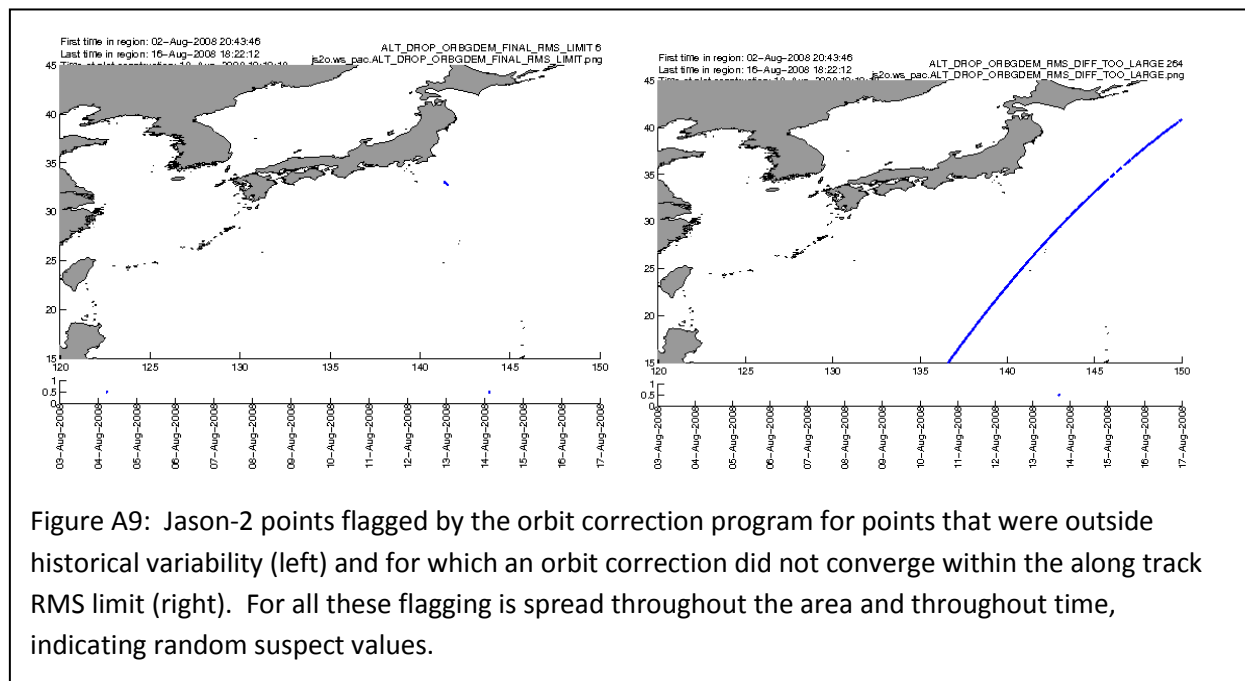 First time in region: 02-Aug-2008 20:43:46
Last time in region: 16-Aug-2008 18:22:12
ALT_DROP_ORBGDEM_FINAL_RMS_LIMIT 6
js2o.ws_pac.ALT_DROP_ORBGDEM_FINAL_RMS_LIMIT.png
45
40
35
30
25
20
15
120 125 130 135 140 145 150
1
0.5
0
03-Aug-2008 04-Aug-2008 05-Aug-2008 06-Aug-2008 07-Aug-2008 08-Aug-2008 09-Aug-2008 10-Aug-2008 11-Aug-2008 12-Aug-2008 13-Aug-2008 14-Aug-2008 15-Aug-2008 16-Aug-2008 17-Aug-2008
First time in region: 02-Aug-2008 20:43:46
Last time in region: 16-Aug-2008 18:22:12
ALT_DROP_ORBGDEM_RMS_DIFF_TOO_LARGE 264
js2o.ws_pac.ALT_DROP_ORBGDEM_RMS_DIFF_TOO_LARGE.png
45
40
35
30
25
20
15
120 125 130 135 140 145 150
1
0.5
0
03-Aug-2008 04-Aug-2008 05-Aug-2008 06-Aug-2008 07-Aug-2008 08-Aug-2008 09-Aug-2008 10-Aug-2008 11-Aug-2008 12-Aug-2008 13-Aug-2008 14-Aug-2008 15-Aug-2008 16-Aug-2008 17-Aug-2008
Figure A9: Jason-2 points flagged by the orbit correction program for points that were outside
historical variability (left) and for which an orbit correction did not converge within the along track
RMS limit (right). For all these flagging is spread throughout the area and throughout time,
indicating random suspect values.